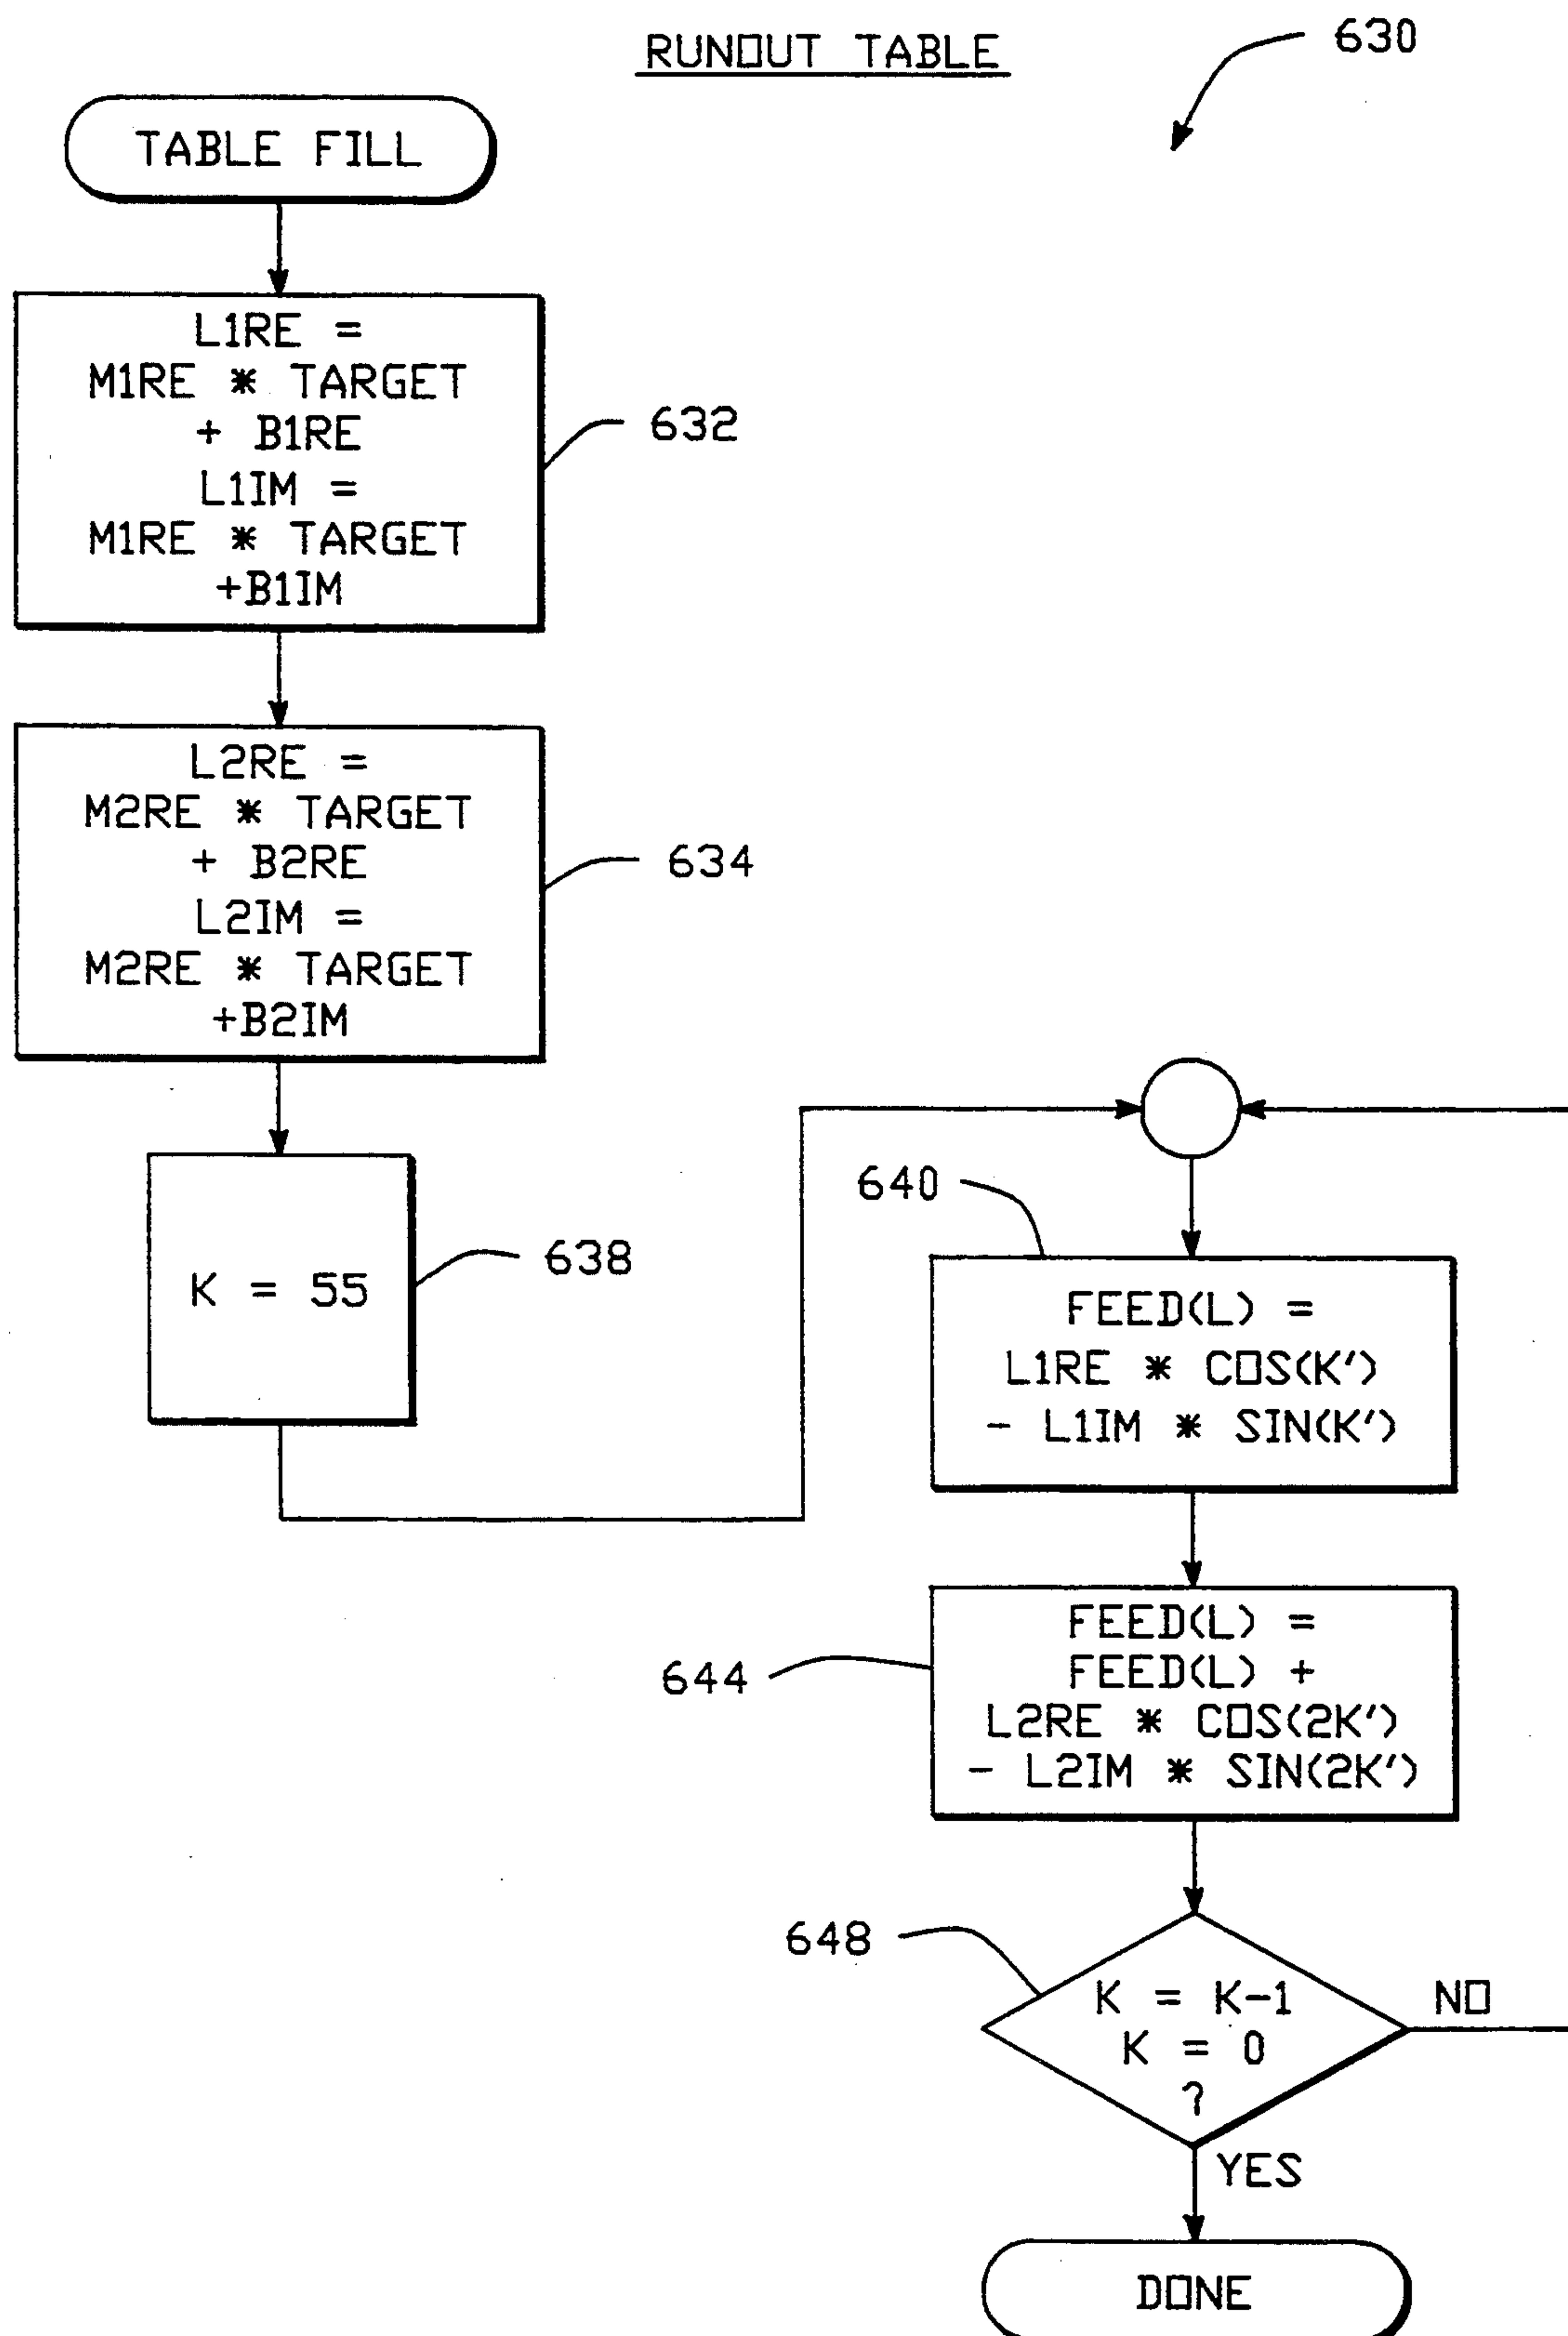 RUNOUT TABLE
630
TABLE FILL
L1RE =
M1RE * TARGET
+ B1RE
L1IM =
M1RE * TARGET
+B1IM
632
L2RE =
M2RE * TARGET
+ B2RE
L2IM =
M2RE * TARGET
+B2IM
634
K = 55
638
640
FEED(L) =
L1RE * COS(K′)
- L1IM * SIN(K′)
FEED(L) =
FEED(L) +
L2RE * COS(2K′)
- L2IM * SIN(2K′)
644
648
K = K-1
K = 0
?
NO
YES
DONE